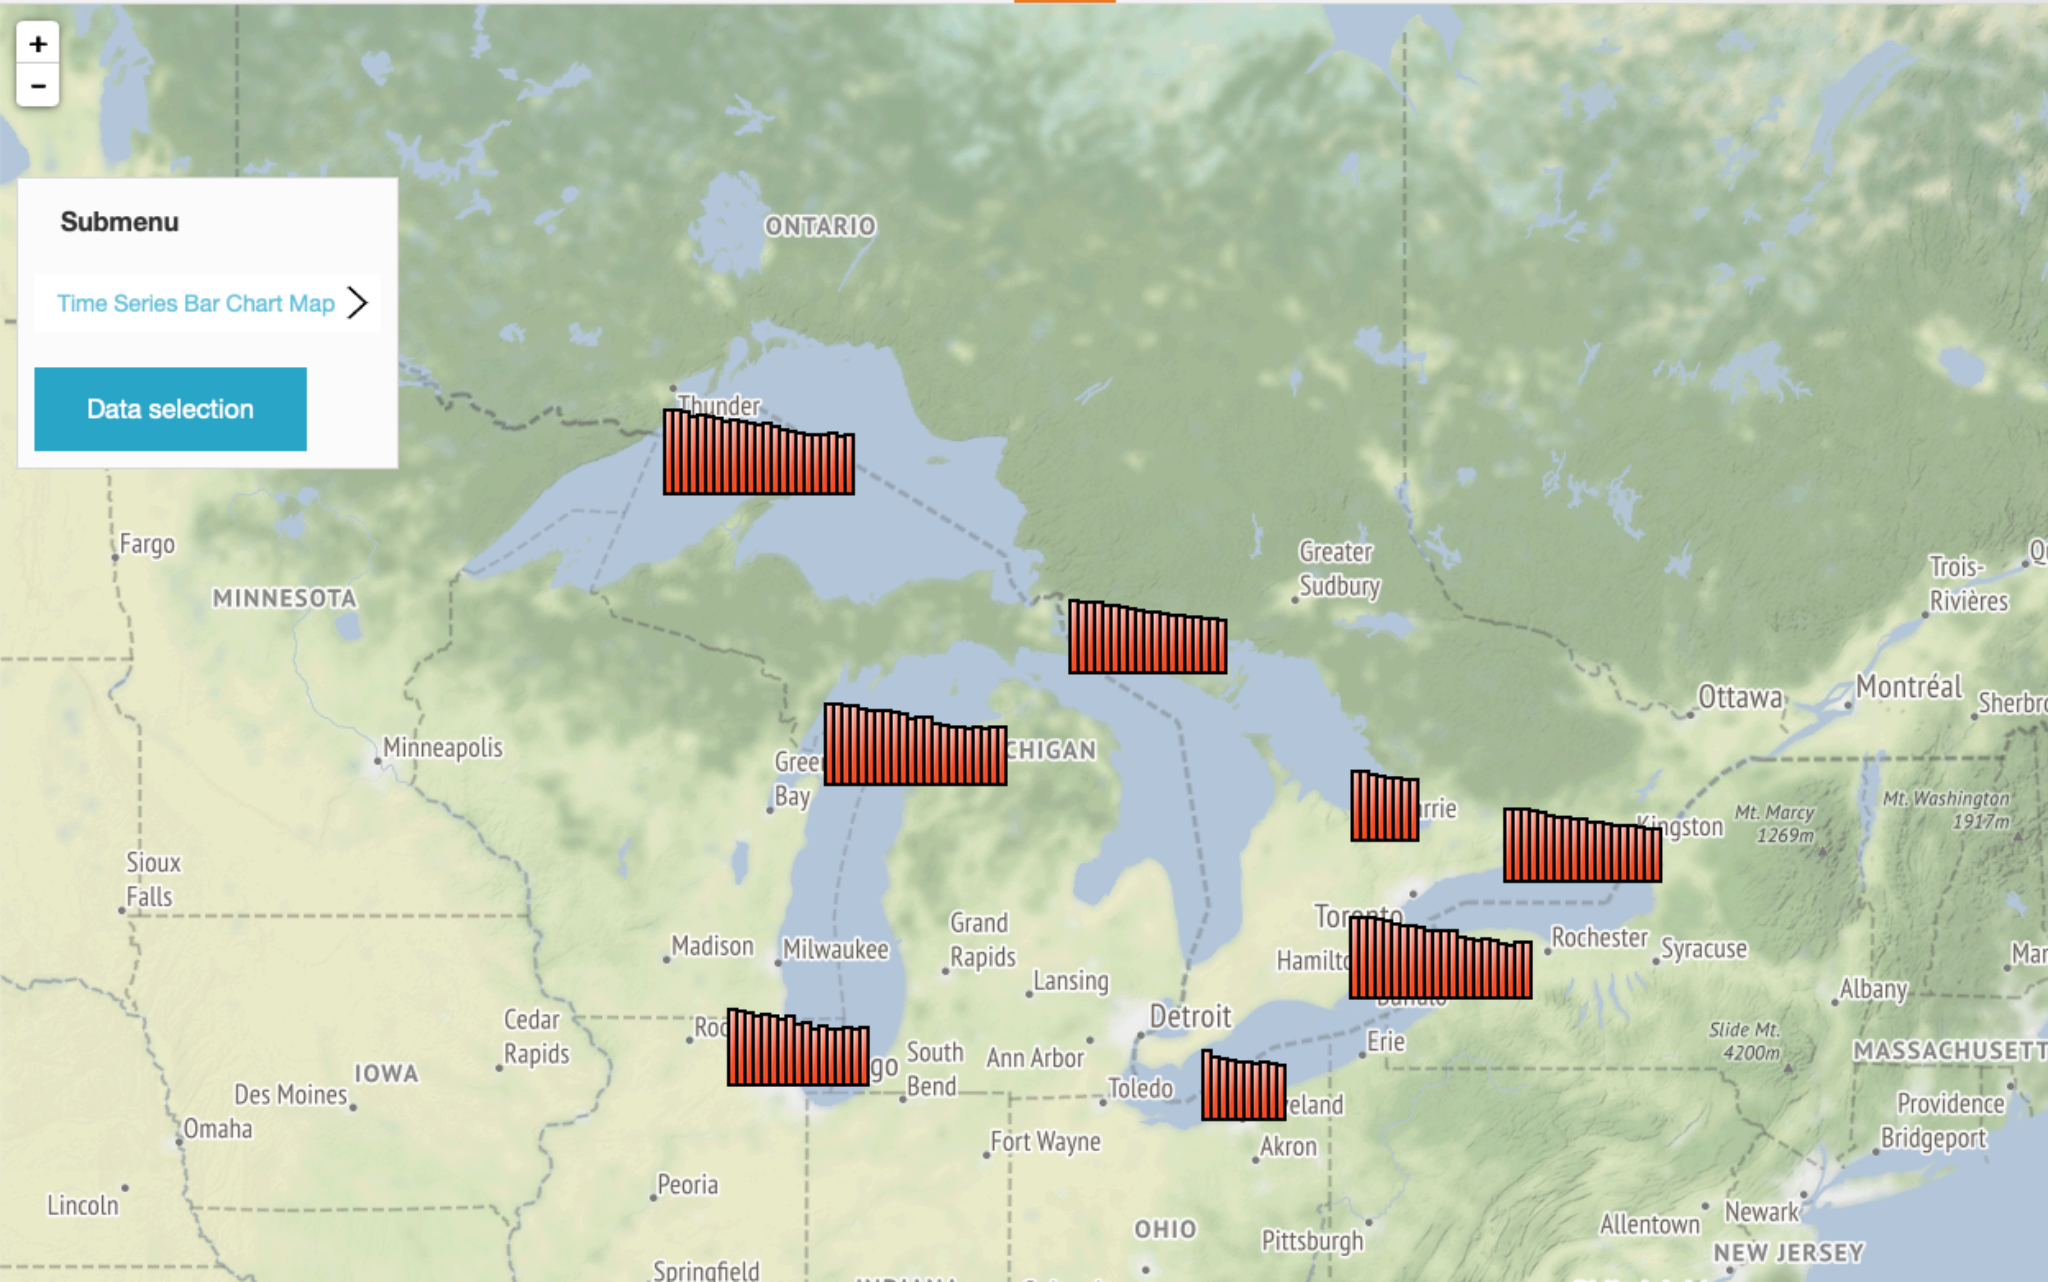 +
−
Submenu
Time Series Bar Chart Map
Data selection
ONTARIO
Thunder
Fargo
MINNESOTA
Greater
Sudbury
Trois-
Rivières
Ottawa
Montréal
Minneapolis
CHIGAN
Bay
Kingston
Mt. Marcy
1269m
Mt. Washington
1917m
Sioux
Falls
Toronto
Grand
Rapids
Madison
Milwaukee
Lansing
Rochester
Syracuse
Albany
Detroit
Cedar
Rapids
South
Bend
Ann Arbor
Erie
Slide Mt.
4200m
MASSACHUSETT
IOWA
Des Moines
Toledo
eland
Providence
Omaha
Fort Wayne
Akron
Bridgeport
Lincoln
Peoria
OHIO
Pittsburgh
Allentown
Newark
NEW JERSEY
Springfield